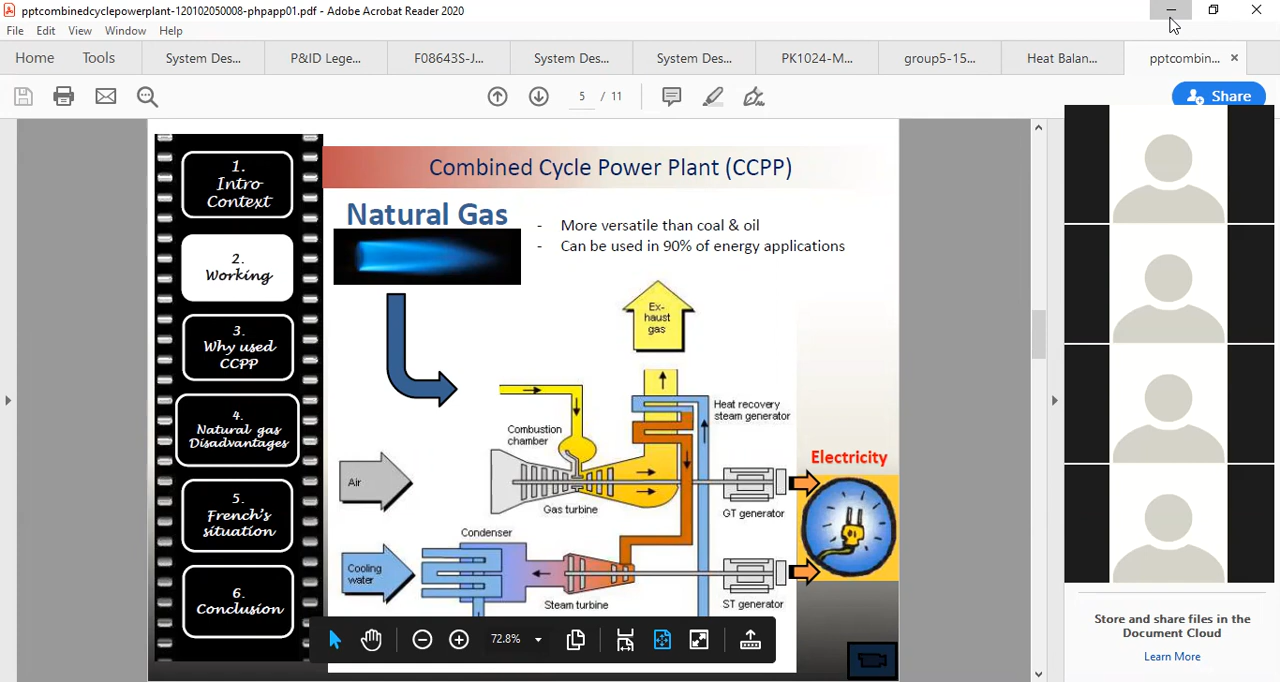 pptcombinedcyclepowerplant-120102050008-phpapp01.pdf - Adobe Acrobat Reader 2020
File Edit View Window Help
Home Tools System Des... P&ID Lege... F08643S-J... System Des... System Des... PK1024-M... group5-15... Heat Balan... pptcombin...
5 / 11
Share
1.
Intro
Context
2.
Working
3.
Why used
CCPP
4.
Natural gas
Disadvantages
5.
French's
situation
6.
Conclusion
Combined Cycle Power Plant (CCPP)
Natural Gas
- More versatile than coal & oil
- Can be used in 90% of energy applications
Ex-
haust
gas
Heat recovery
steam generator
Combustion
chamber
Electricity
Air
Gas turbine
GT generator
Condenser
Cooling
water
Steam turbine
ST generator
72.8%
Store and share files in the
Document Cloud
Learn More